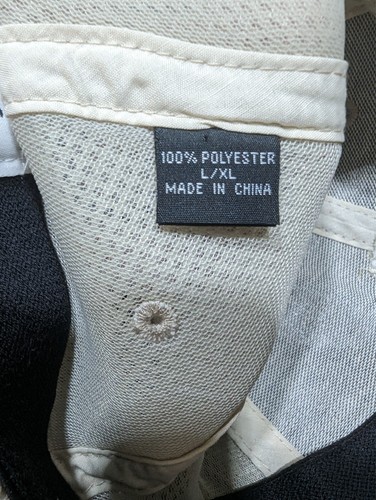 100% POLYESTER
L/XL
MADE IN CHINA